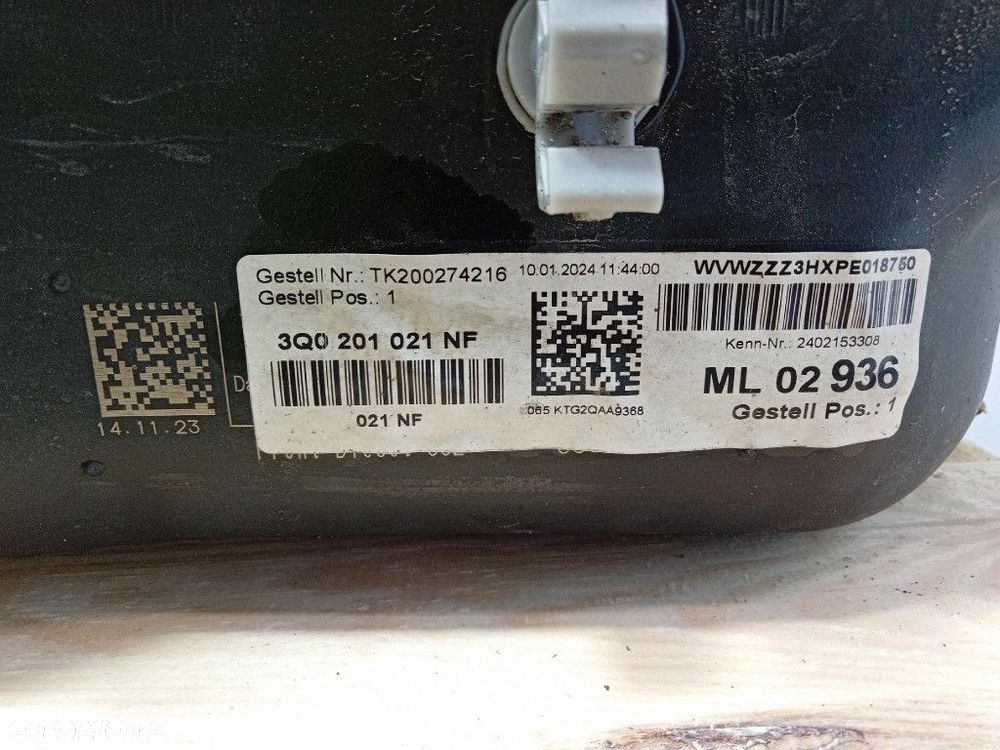 Gestell Nr.: TK200274216
Gestell Pos.: 1
3Q0 201 021 NF
021 NF
10.01.2024 11:44:00
065 KTG2QAA9368
WVWZZZ3HXPE018750
Kenn-Nr.: 2402153308
ML 02 936
Gestell Pos.: 1
14.11.23
OTOMOTO